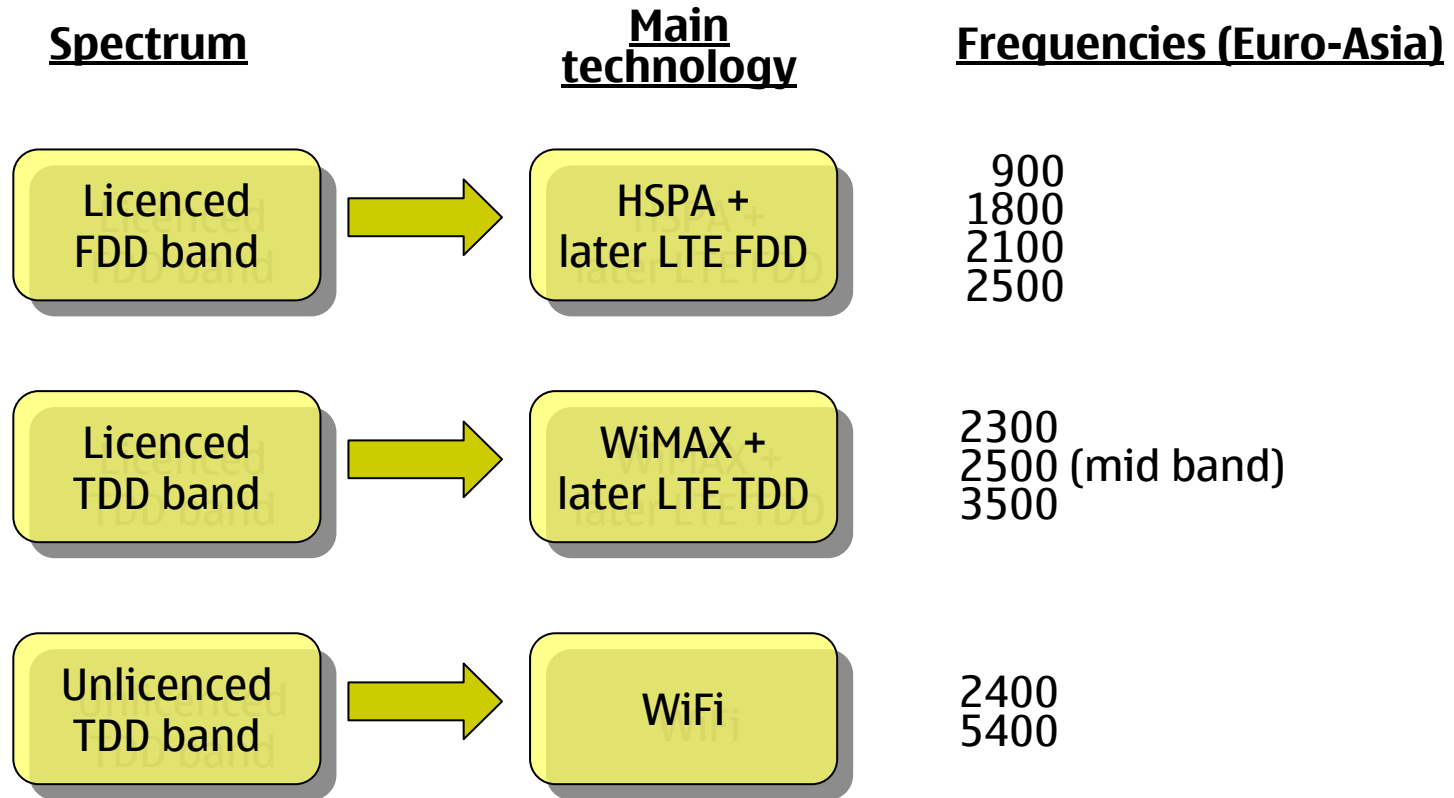 Spectrum
Main
technology
Frequencies (Euro-Asia)
Licenced
FDD band
HSPA +
later LTE FDD
900
1800
2100
2500
Licenced
TDD band
WiMAX +
later LTE TDD
2300
2500 (mid band)
3500
Unlicenced
TDD band
WiFi
2400
5400